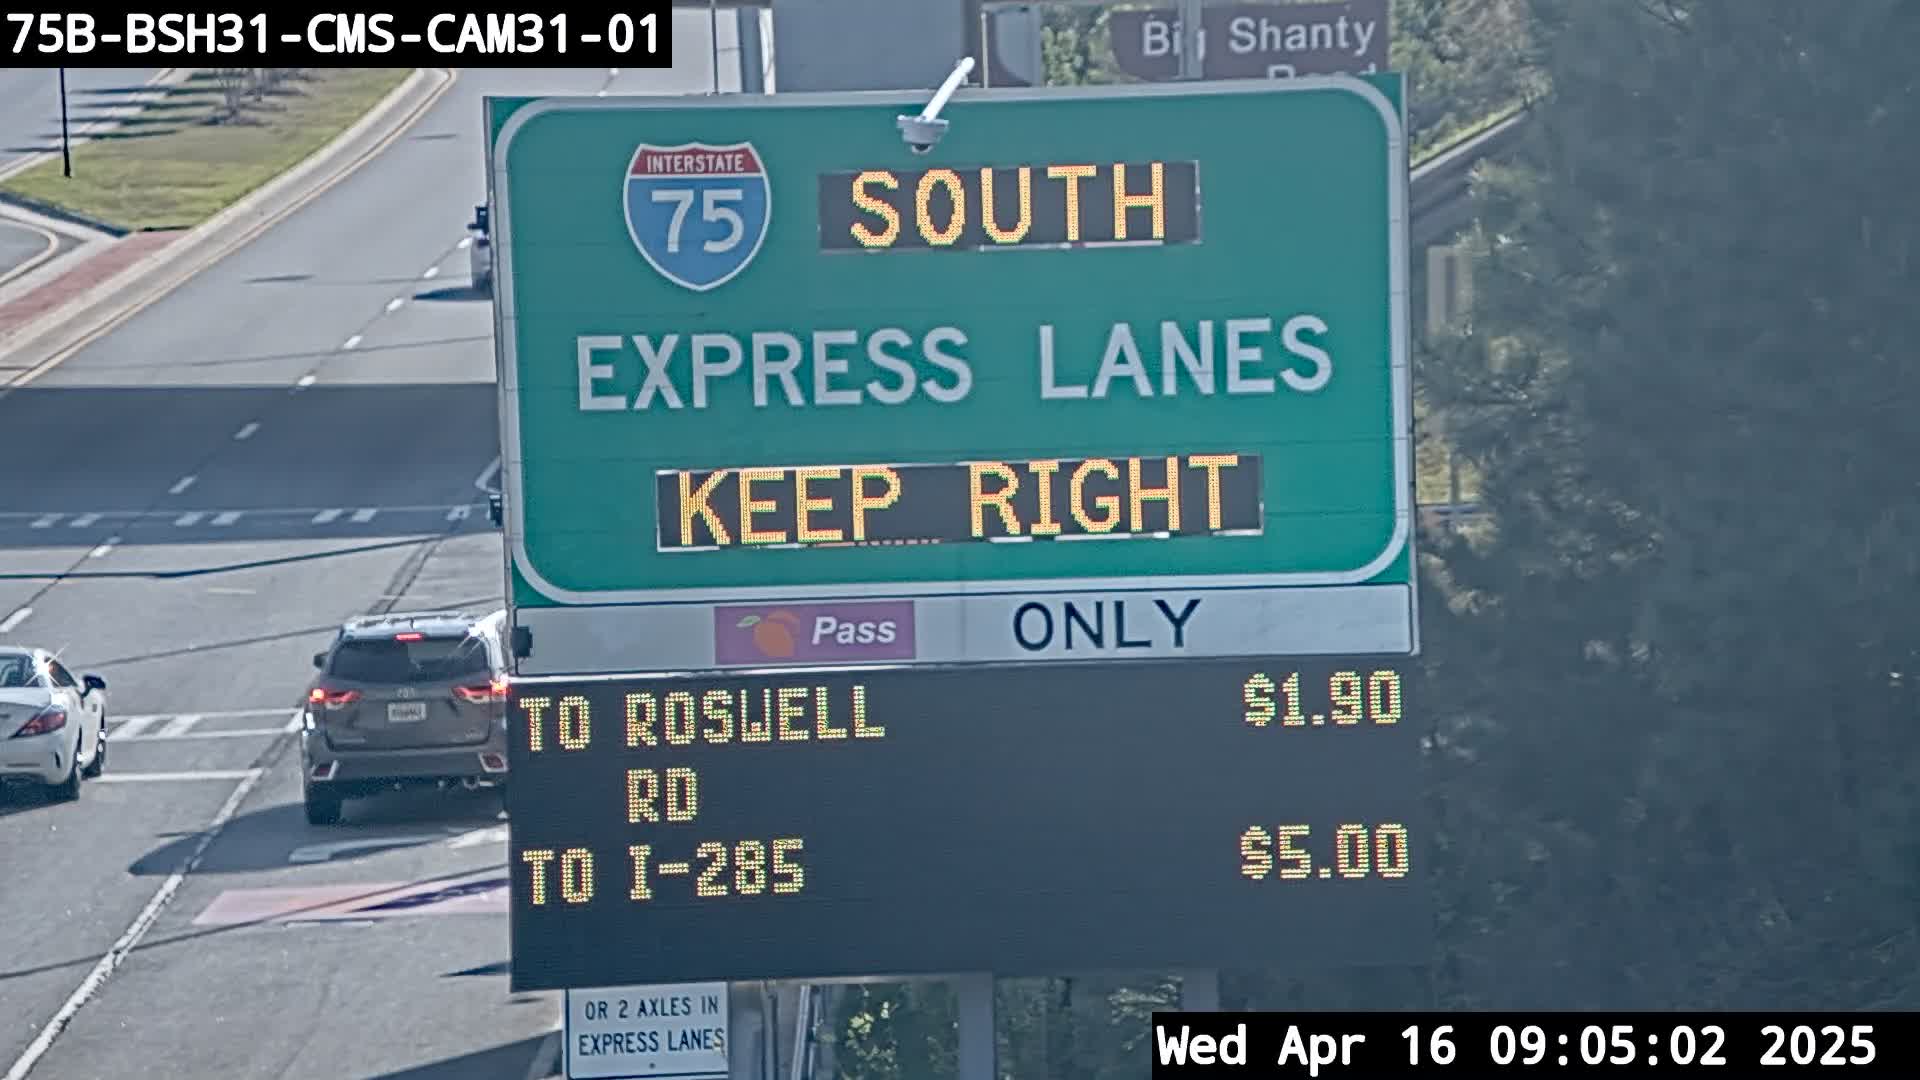 75B-BSH31-CMS-CAM31-01
Big Shanty
Road
INTERSTATE
75
SOUTH
EXPRESS LANES
KEEP RIGHT
Pass ONLY
TO ROSWELL $1.90
RD
TO I-285 $5.00
OR 2 AXLES IN
EXPRESS LANES
Wed Apr 16 09:05:02 2025